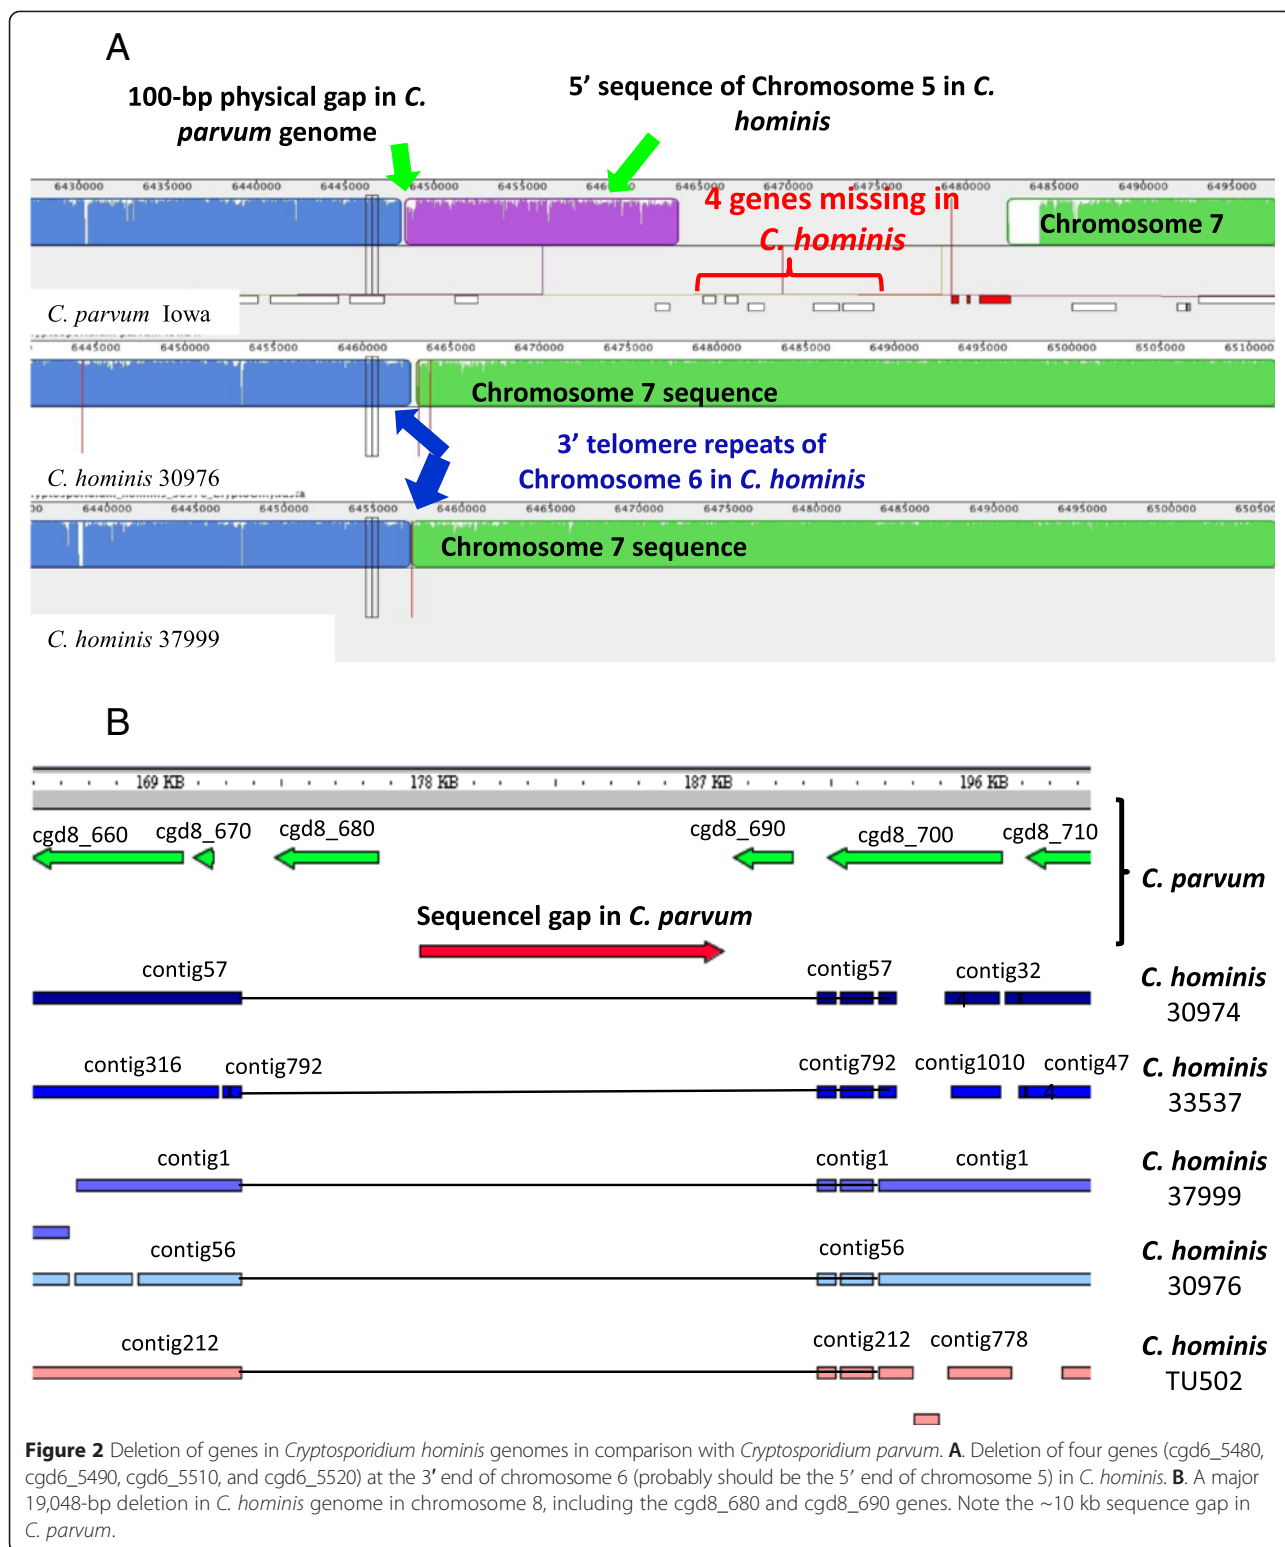 A
100-bp physical gap in C.
parvum genome
5’ sequence of Chromosome 5 in C.
hominis
6430000 6435000 6440000 6445000 6450000 6455000 6465000 6470000 6475000 6480000 6485000 6490000 6495000
4 genes missing in
C. hominis
Chromosome 7
C. parvum Iowa
6445000 6450000 6455000 6460000 6465000 6470000 6475000 6480000 6485000 6490000 6495000 6500000 6505000 6510000
Chromosome 7 sequence
3’ telomere repeats of
Chromosome 6 in C. hominis
C. hominis 30976
6440000 6445000 6450000 6455000 6460000 6465000 6470000 6475000 6480000 6485000 6490000 6495000 6500000
Chromosome 7 sequence
C. hominis 37999
B
169 KB 178 KB 187 KB 196 KB
cgd8_660 cgd8_670 cgd8_680 cgd8_690 cgd8_700 cgd8_710
C. parvum
Sequencel gap in C. parvum
contig57 contig57 contig32
4
C. hominis
30974
contig316 contig792 contig792 contig1010 contig47
4
C. hominis
33537
contig1 contig1 contig1
C. hominis
37999
contig56 contig56
C. hominis
30976
contig212 contig212 contig778
C. hominis
TU502
Figure 2 Deletion of genes in Cryptosporidium hominis genomes in comparison with Cryptosporidium parvum. A. Deletion of four genes (cgd6_5480,
cgd6_5490, cgd6_5510, and cgd6_5520) at the 3′ end of chromosome 6 (probably should be the 5′ end of chromosome 5) in C. hominis. B. A major
19,048-bp deletion in C. hominis genome in chromosome 8, including the cgd8_680 and cgd8_690 genes. Note the ~10 kb sequence gap in
C. parvum.